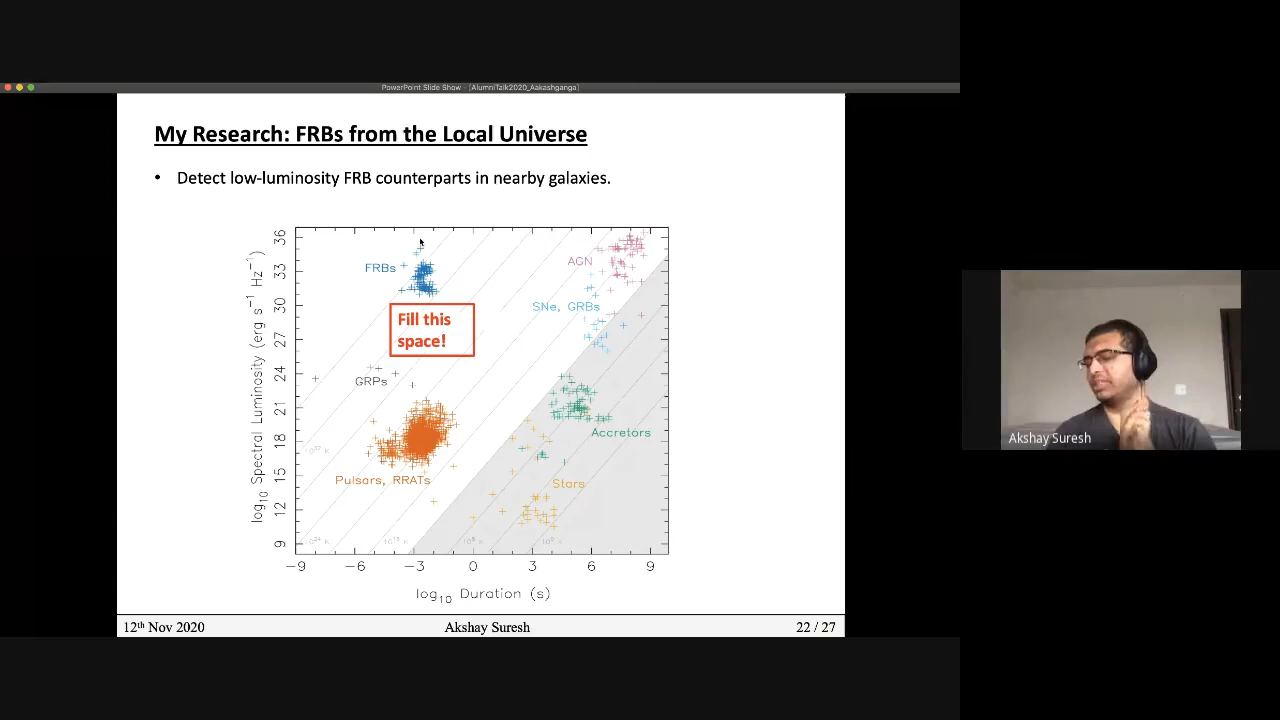 PowerPoint Slide Show - [AlumniTalk2020_Aakashganga]
My Research: FRBs from the Local Universe
• Detect low-luminosity FRB counterparts in nearby galaxies.
log10 Spectral Luminosity (erg s−1 Hz−1)
36
33
30
27
24
21
18
15
12
9
FRBs
AGN
SNe, GRBs
Fill this
space!
GRPs
Accretors
Pulsars, RRATs
Stars
−9 −6 −3 0 3 6 9
log10 Duration (s)
12th Nov 2020 Akshay Suresh 22 / 27
Akshay Suresh